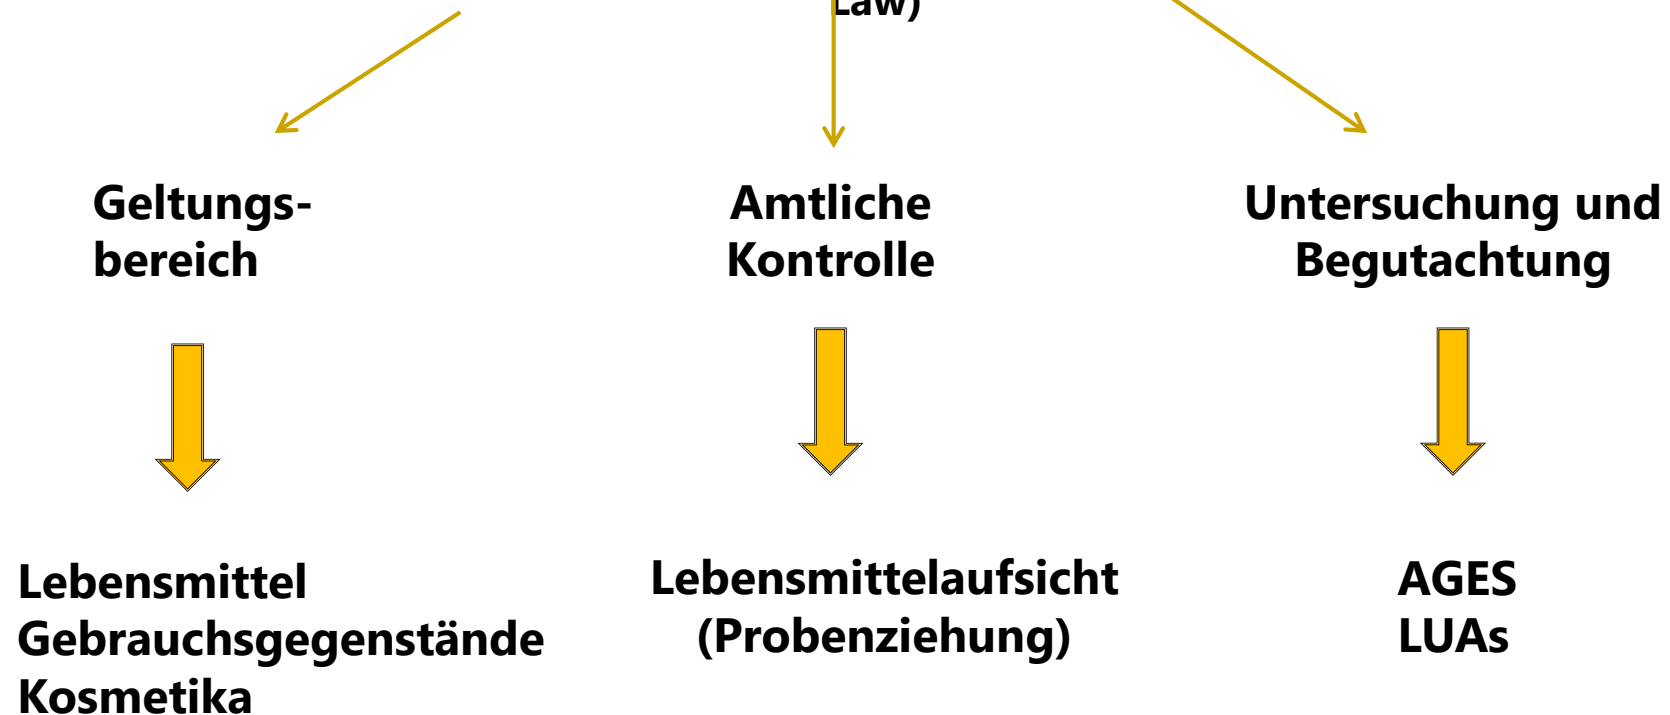 Law)
Geltungs-
bereich
Amtliche
Kontrolle
Untersuchung und
Begutachtung
Lebensmittel
Gebrauchsgegenstände
Kosmetika
Lebensmittelaufsicht
(Probenziehung)
AGES
LUAs